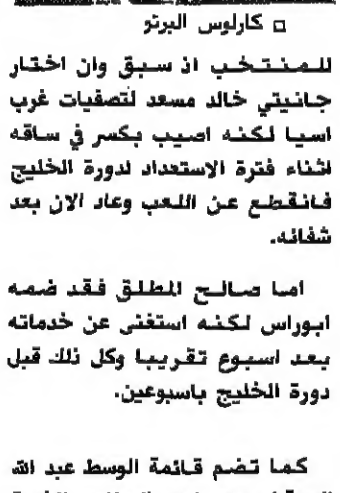 □ كارلوس البرتو
للمنتخب اذ سبق وان اختار
جانيتي خالد مسعد لتصفيات غرب
اسيا لكنه اصيب بكسر في ساقه
اثناء فترة الاستعداد لدورة الخليج
فانقطع عن اللعب وعاد الان بعد
شفائه.
اما صالح المطلق فقد ضمه
ابوراس لكنه استغنى عن خدماته
بعد اسبوع تقريبا وكل ذلك قبل
دورة الخليج باسبوعين.
كما تضم قائمة الوسط عبد الله